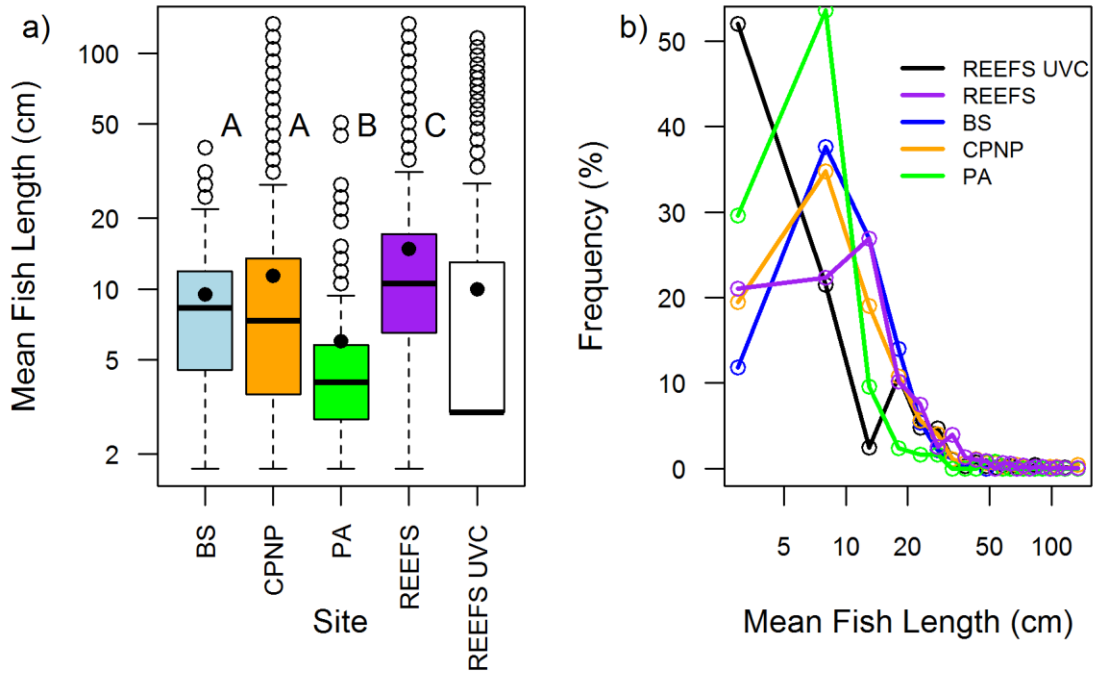 a)
Mean Fish Length (cm)
100
50
20
10
5
2
A A B C
BS
CPNP
PA
REEFS
REEFS UVC
Site
b)
Frequency (%)
50
40
30
20
10
0
REEFS UVC
REEFS
BS
CPNP
PA
5 10 20 50 100
Mean Fish Length (cm)